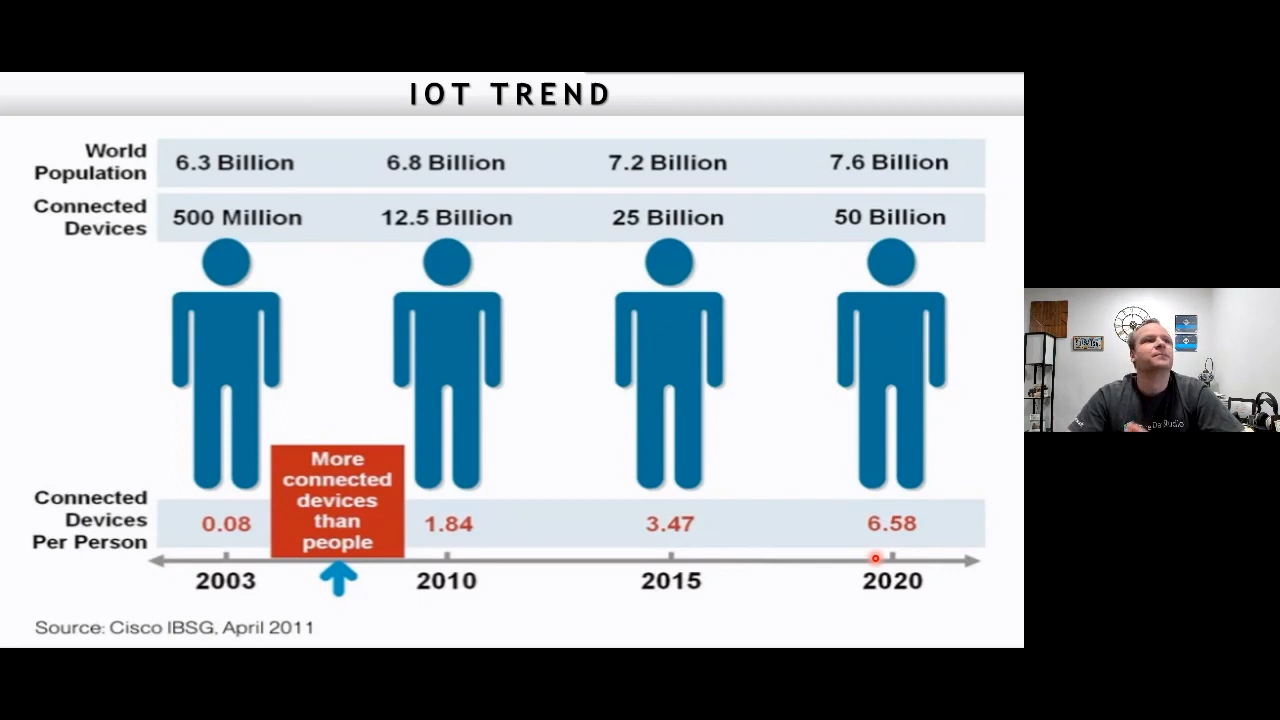 IOT TREND
World Population 6.3 Billion 6.8 Billion 7.2 Billion 7.6 Billion
Connected Devices 500 Million 12.5 Billion 25 Billion 50 Billion
More
connected
devices
than
people
Connected Devices Per Person 0.08 1.84 3.47 6.58
2003 2010 2015 2020
Source: Cisco IBSG, April 2011